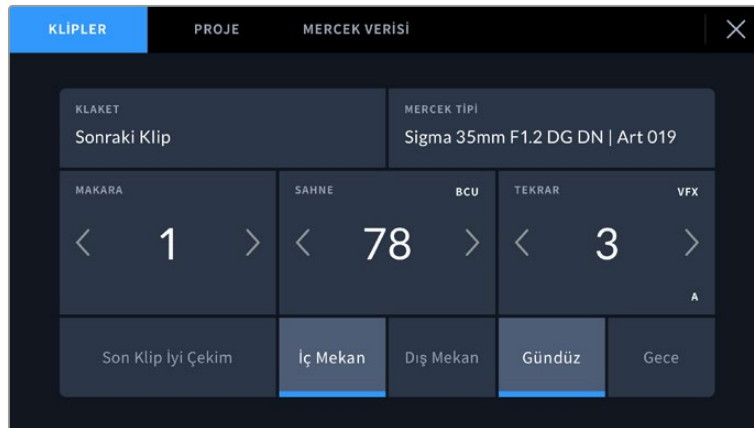 KLİPLER PROJE MERCEK VERİSİ
KLAKET MERCEK TİPİ
Sonraki Klip Sigma 35mm F1.2 DG DN | Art 019
MAKARA SAHNE BCU TEKRAR VFX
1 78 3
A
Son Klip İyi Çekim İç Mekan Dış Mekan Gündüz Gece